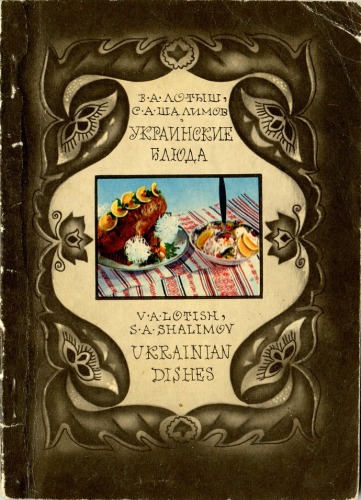 В·А·ЛОТЫШ,
С·А·ШАЛИМОВ
УКРАИНСКИЕ
БЛЮДА
V·A·LOTISH,
S·A·SHALIMOV
UKRAINIAN
DISHES